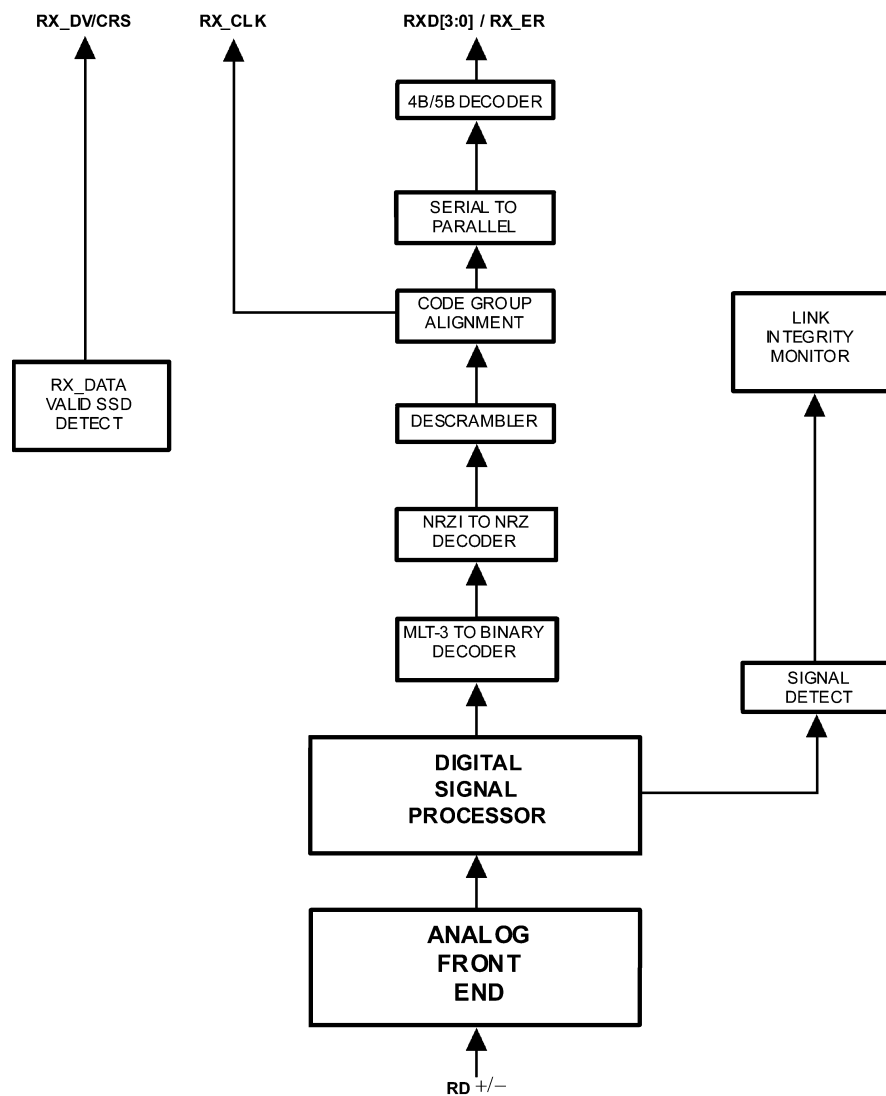 RX_DV/CRS
RX_CLK
RXD[3:0] / RX_ER
4B/5B DECODER
SERIAL TO
PARALLEL
CODE GROUP
ALIGNMENT
LINK
INTEGRITY
MONITOR
RX_DATA
VALID SSD
DETECT
DESCRAMBLER
NRZI TO NRZ
DECODER
MLT-3 TO BINARY
DECODER
SIGNAL
DETECT
DIGITAL
SIGNAL
PROCESSOR
ANALOG
FRONT
END
RD +/−